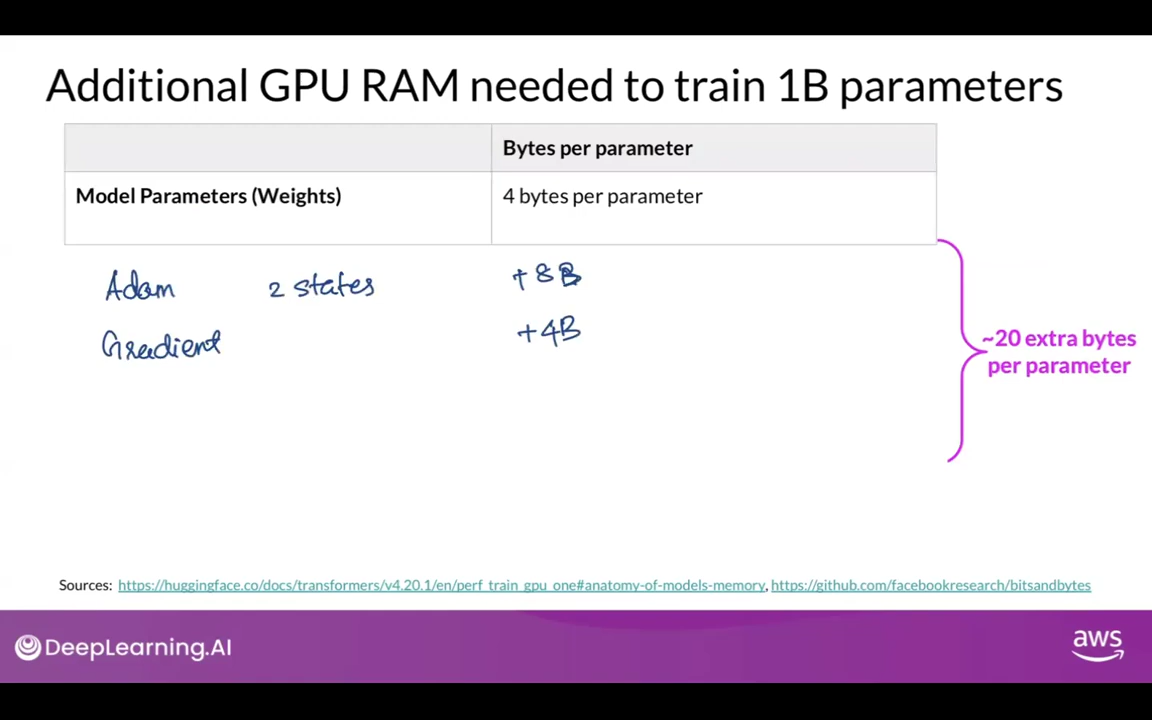 Additional GPU RAM needed to train 1B parameters
Bytes per parameter
Model Parameters (Weights) 4 bytes per parameter
Adam 2 states +8B
Gradient +4B
~20 extra bytes
per parameter
Sources: https://huggingface.co/docs/transformers/v4.20.1/en/perf_train_gpu_one#anatomy-of-models-memory, https://github.com/facebookresearch/bitsandbytes
DeepLearning.AI
aws